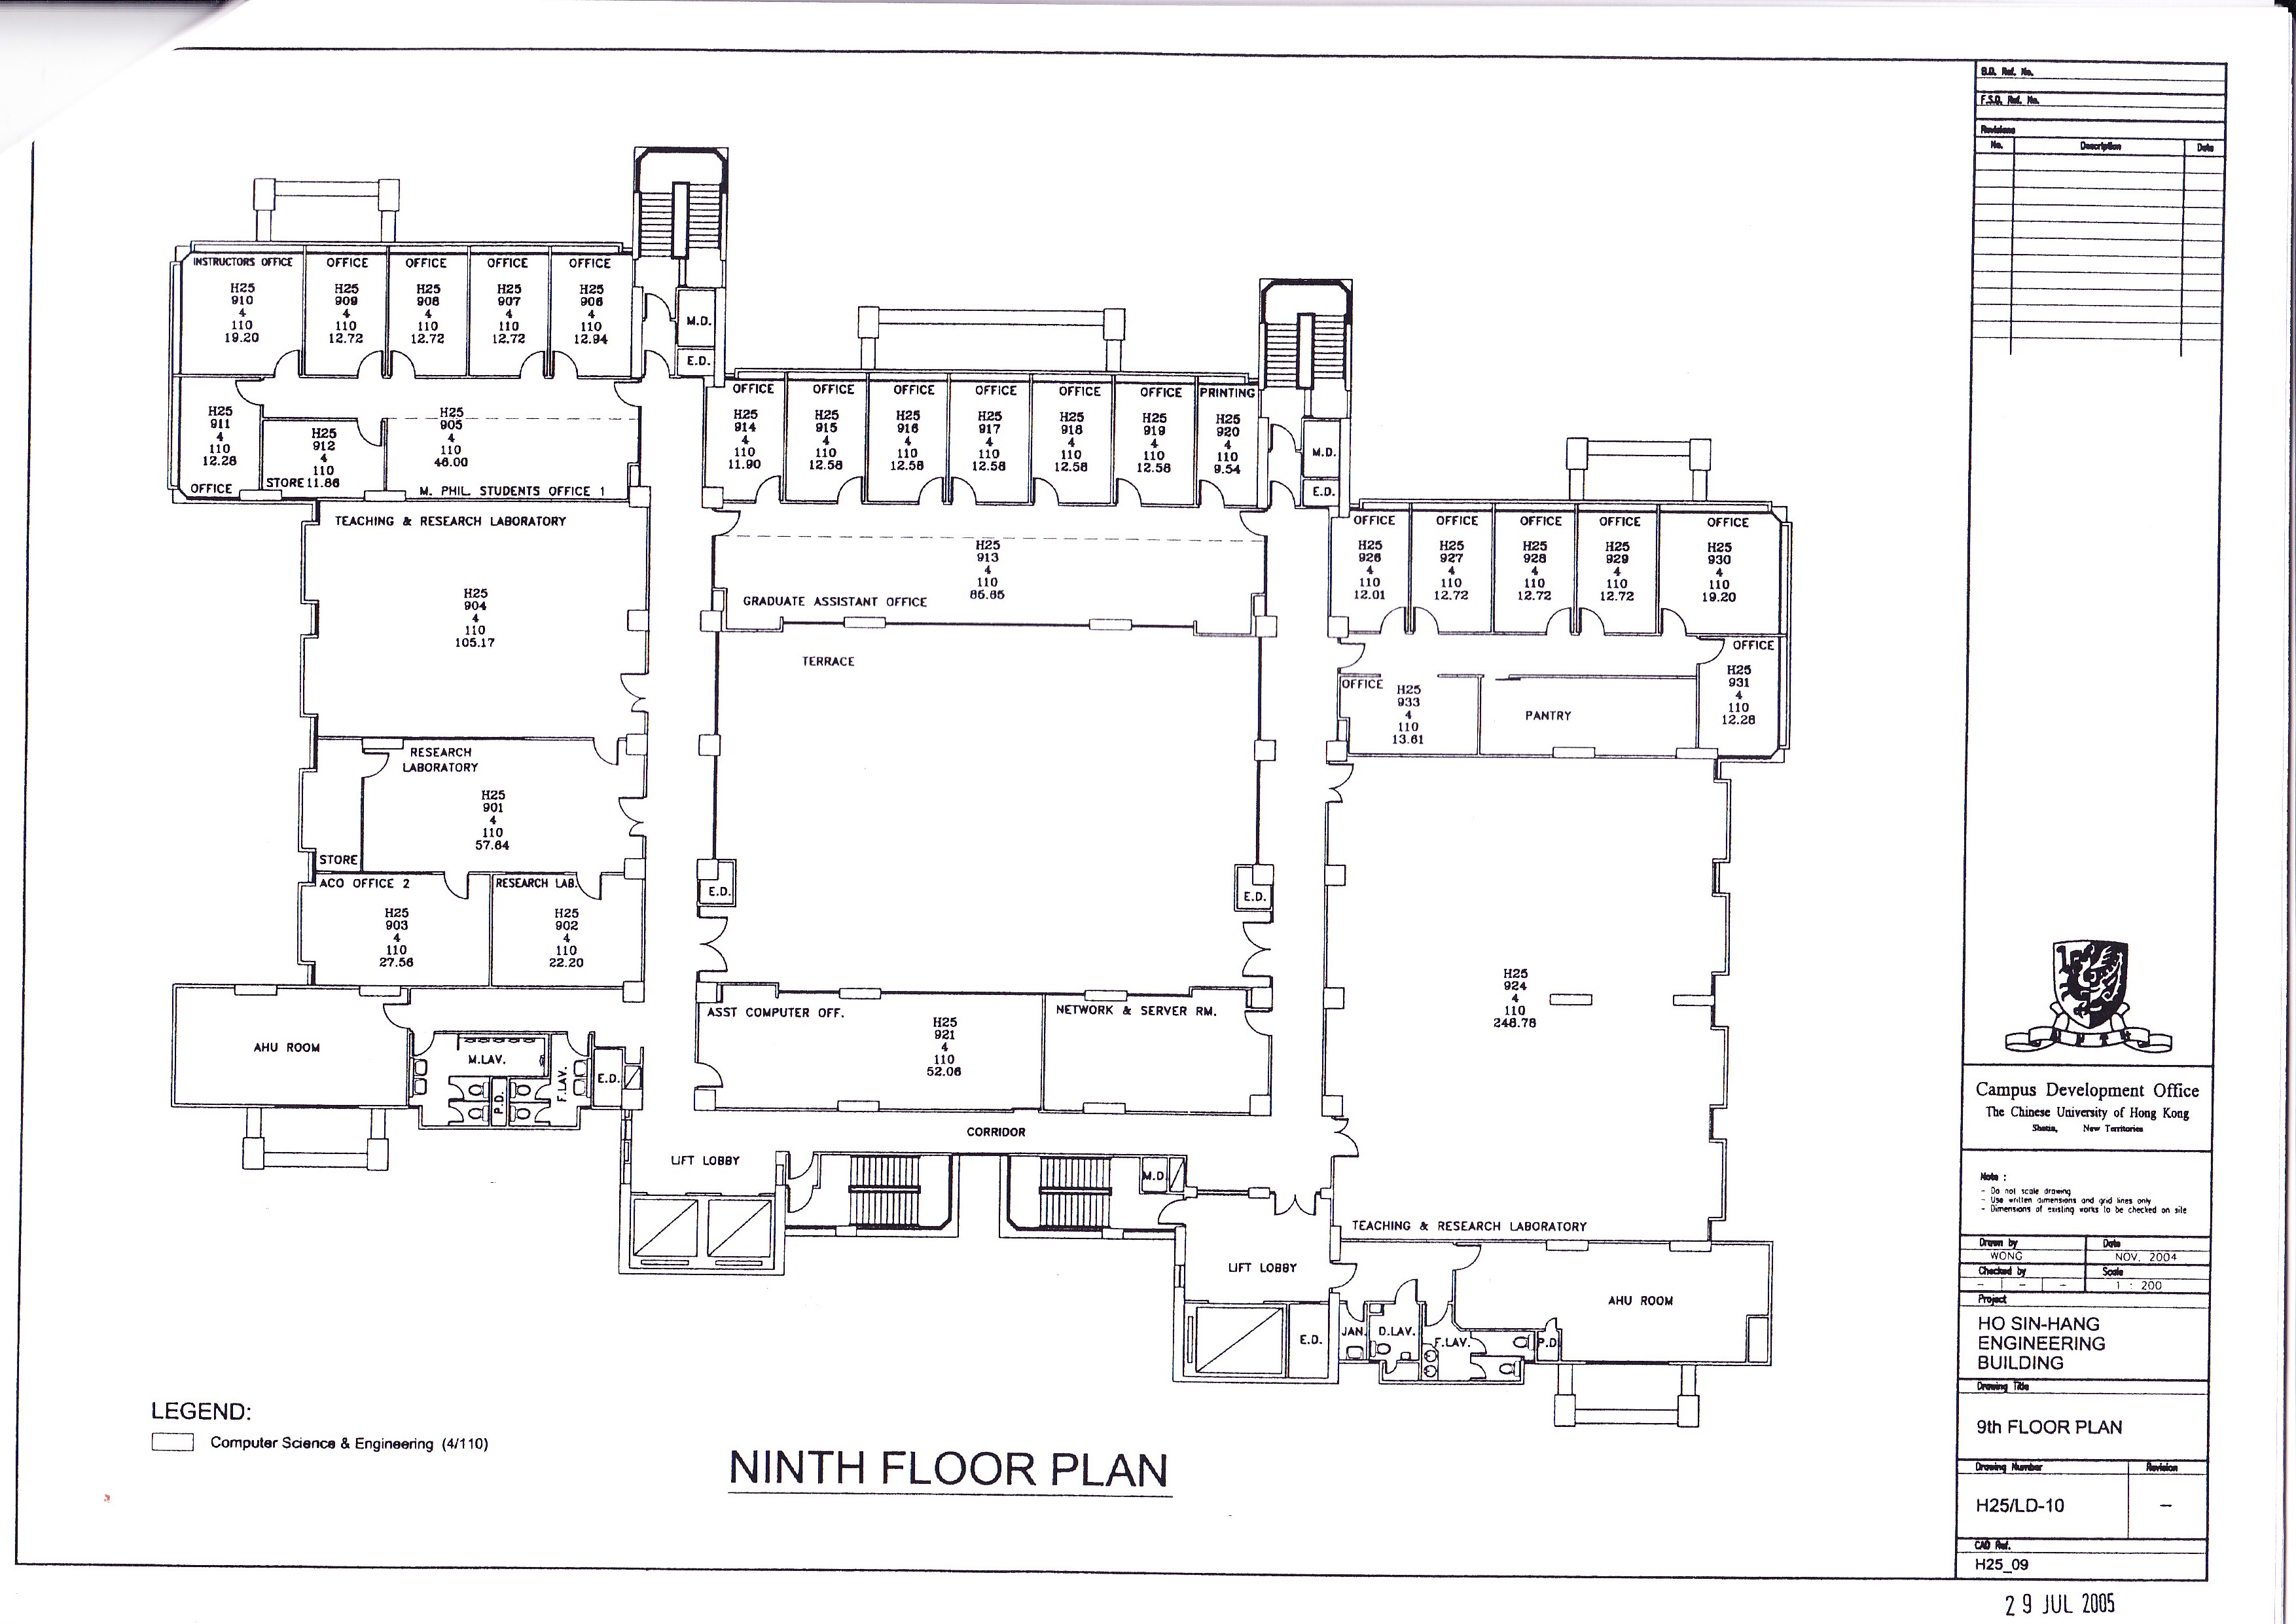 B.D. Ref. No.
F.S.D. Ref. No.
Revisions
No. Description Date
INSTRUCTORS OFFICE
H25
910
4
110
19.20
OFFICE
H25
909
4
110
12.72
OFFICE
H25
908
4
110
12.72
OFFICE
H25
907
4
110
12.72
OFFICE
H25
906
4
110
12.94
M.D.
E.D.
H25
911
4
110
12.28
OFFICE
H25
912
4
110
STORE 11.86
H25
905
4
110
46.00
M. PHIL. STUDENTS OFFICE 1
OFFICE
H25
914
4
110
11.90
OFFICE
H25
915
4
110
12.58
OFFICE
H25
916
4
110
12.58
OFFICE
H25
917
4
110
12.58
OFFICE
H25
918
4
110
12.58
OFFICE
H25
919
4
110
12.58
PRINTING
H25
920
4
110
9.54
M.D.
E.D.
TEACHING & RESEARCH LABORATORY
H25
904
4
110
105.17
H25
913
4
110
85.85
GRADUATE ASSISTANT OFFICE
OFFICE
H25
926
4
110
12.01
OFFICE
H25
927
4
110
12.72
OFFICE
H25
928
4
110
12.72
OFFICE
H25
929
4
110
12.72
OFFICE
H25
930
4
110
19.20
OFFICE
H25
931
4
110
12.28
OFFICE
H25
933
4
110
13.61
PANTRY
TERRACE
RESEARCH
LABORATORY
H25
901
4
110
57.64
STORE
ACO OFFICE 2
H25
903
4
110
27.56
RESEARCH LAB.
H25
902
4
110
22.20
E.D.
E.D.
ASST COMPUTER OFF.
H25
921
4
110
52.06
NETWORK & SERVER RM.
H25
924
4
110
248.78
TEACHING & RESEARCH LABORATORY
AHU ROOM
M.LAV.
P.D.
F.LAV.
E.D.
CORRIDOR
LIFT LOBBY
M.D.
LIFT LOBBY
E.D.
JAN.
D.LAV.
F.LAV.
P.D.
AHU ROOM
LEGEND:
Computer Science & Engineering (4/110)
NINTH FLOOR PLAN
Campus Development Office
The Chinese University of Hong Kong
Shatin, New Territories
Note :
- Do not scale drawing
- Use written dimensions and grid lines only
- Dimensions of existing works to be checked on site
Drawn by Date
WONG NOV. 2004
Checked by Scale
- - - 1 : 200
Project
HO SIN-HANG
ENGINEERING
BUILDING
Drawing Title
9th FLOOR PLAN
Drawing Number Revision
H25/LD-10 -
CAD Ref.
H25_09
29 JUL 2005